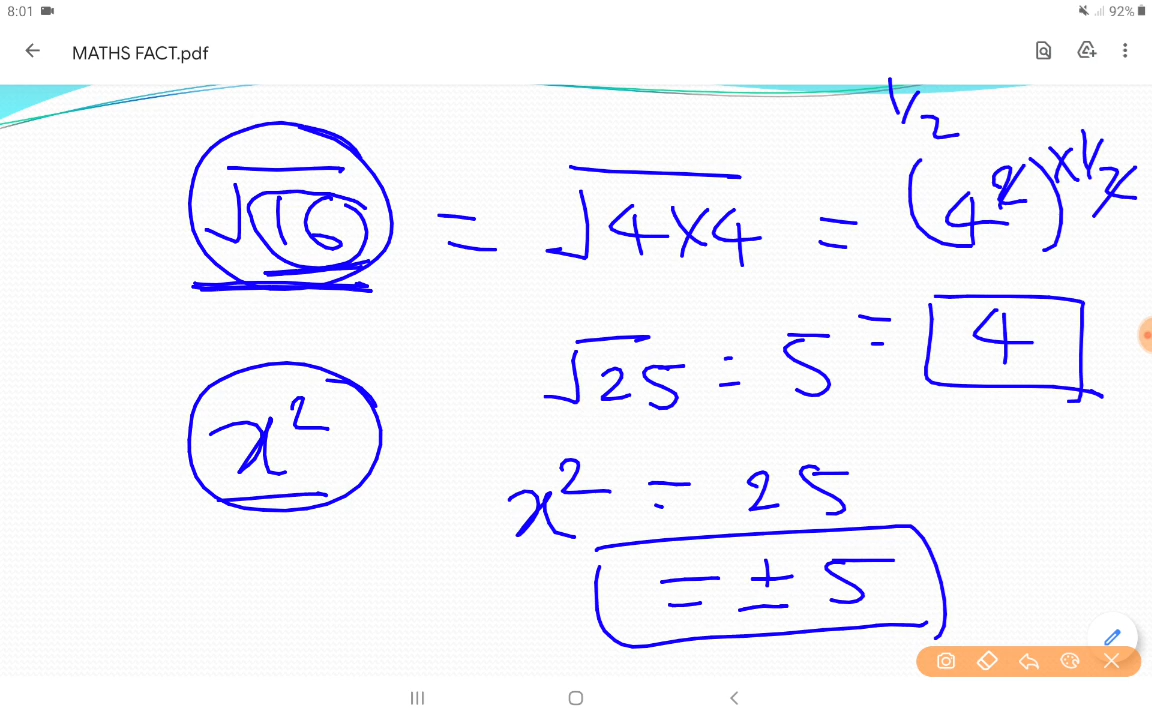 8:01 92%
MATHS FACT.pdf
1/2
√16 = √4×4 = (4²)×1/2
√25 = 5 = 4
x²
x² = 25
= ± 5